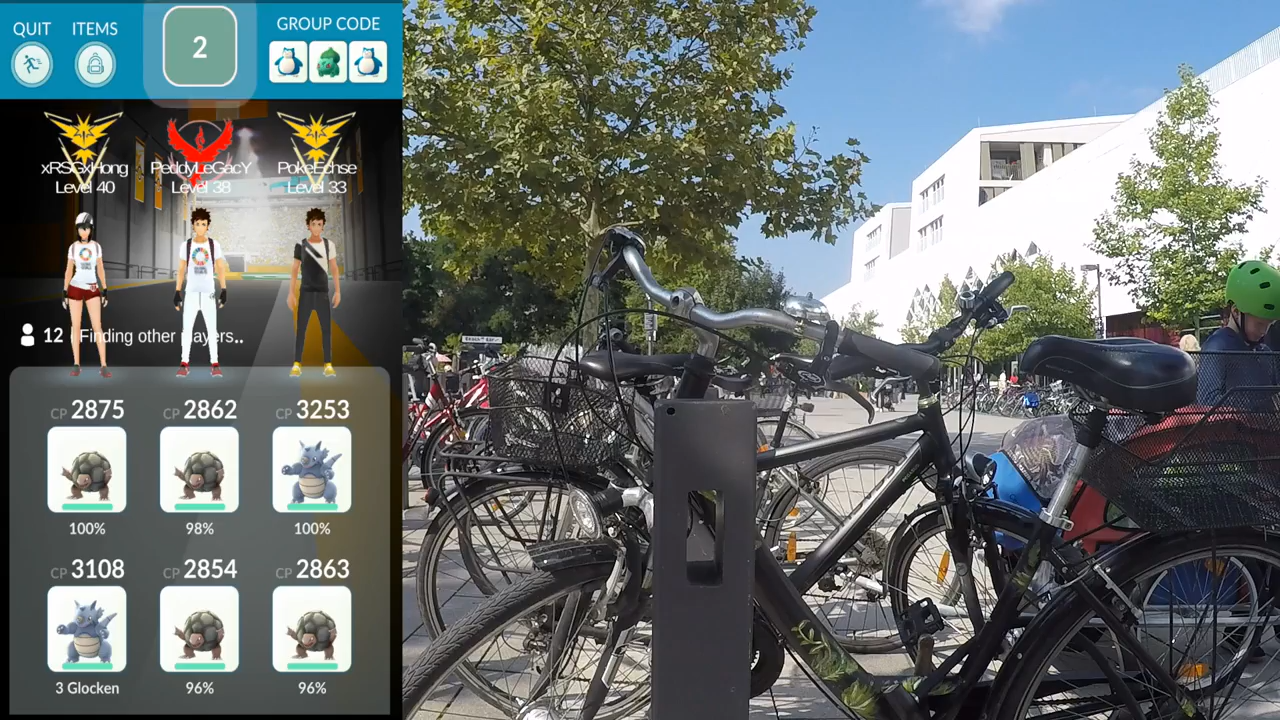 QUIT
ITEMS
2
GROUP CODE
xRSGxHong
Level 40
PeddyLeGacY
Level 38
PokeEchse
Level 33
12 Finding other players..
CP 2875
CP 2862
CP 3253
100%
98%
100%
CP 3108
CP 2854
CP 2863
3 Glocken
96%
96%